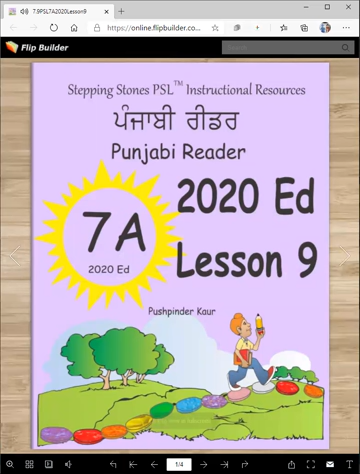 7.9PSL7A2020Lesson9
https://online.flipbuilder.co...
Flip Builder
Search...
Stepping Stones PSL™ Instructional Resources
ਪੰਜਾਬੀ ਰੀਡਰ
Punjabi Reader
7A
2020 Ed
2020 Ed
Lesson 9
Pushpinder Kaur
1/4